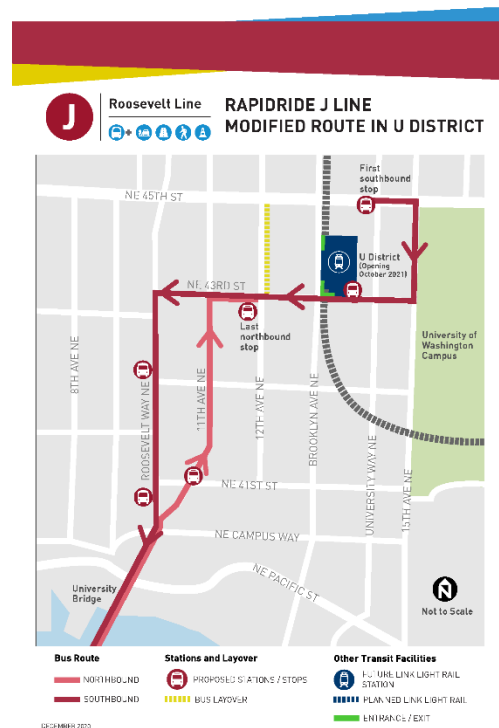 J
Roosevelt Line
RAPIDRIDE J LINE
MODIFIED ROUTE IN U DISTRICT
First
southbound
stop
NE 45TH ST
U District
(Opening
October 2021)
NE 43RD ST
Last
northbound
stop
University of
Washington
Campus
8TH AVE NE
ROOSEVELT WAY NE
11TH AVE NE
12TH AVE NE
BROOKLYN AVE NE
UNIVERSITY WAY NE
15TH AVE NE
NE 41ST ST
NE CAMPUS WAY
NE PACIFIC ST
University
Bridge
N
Not to Scale
Bus Route
NORTHBOUND
SOUTHBOUND
Stations and Layover
PROPOSED STATIONS / STOPS
BUS LAYOVER
Other Transit Facilities
FUTURE LINK LIGHT RAIL
STATION
PLANNED LINK LIGHT RAIL
ENTRANCE / EXIT
DECEMBER 2020